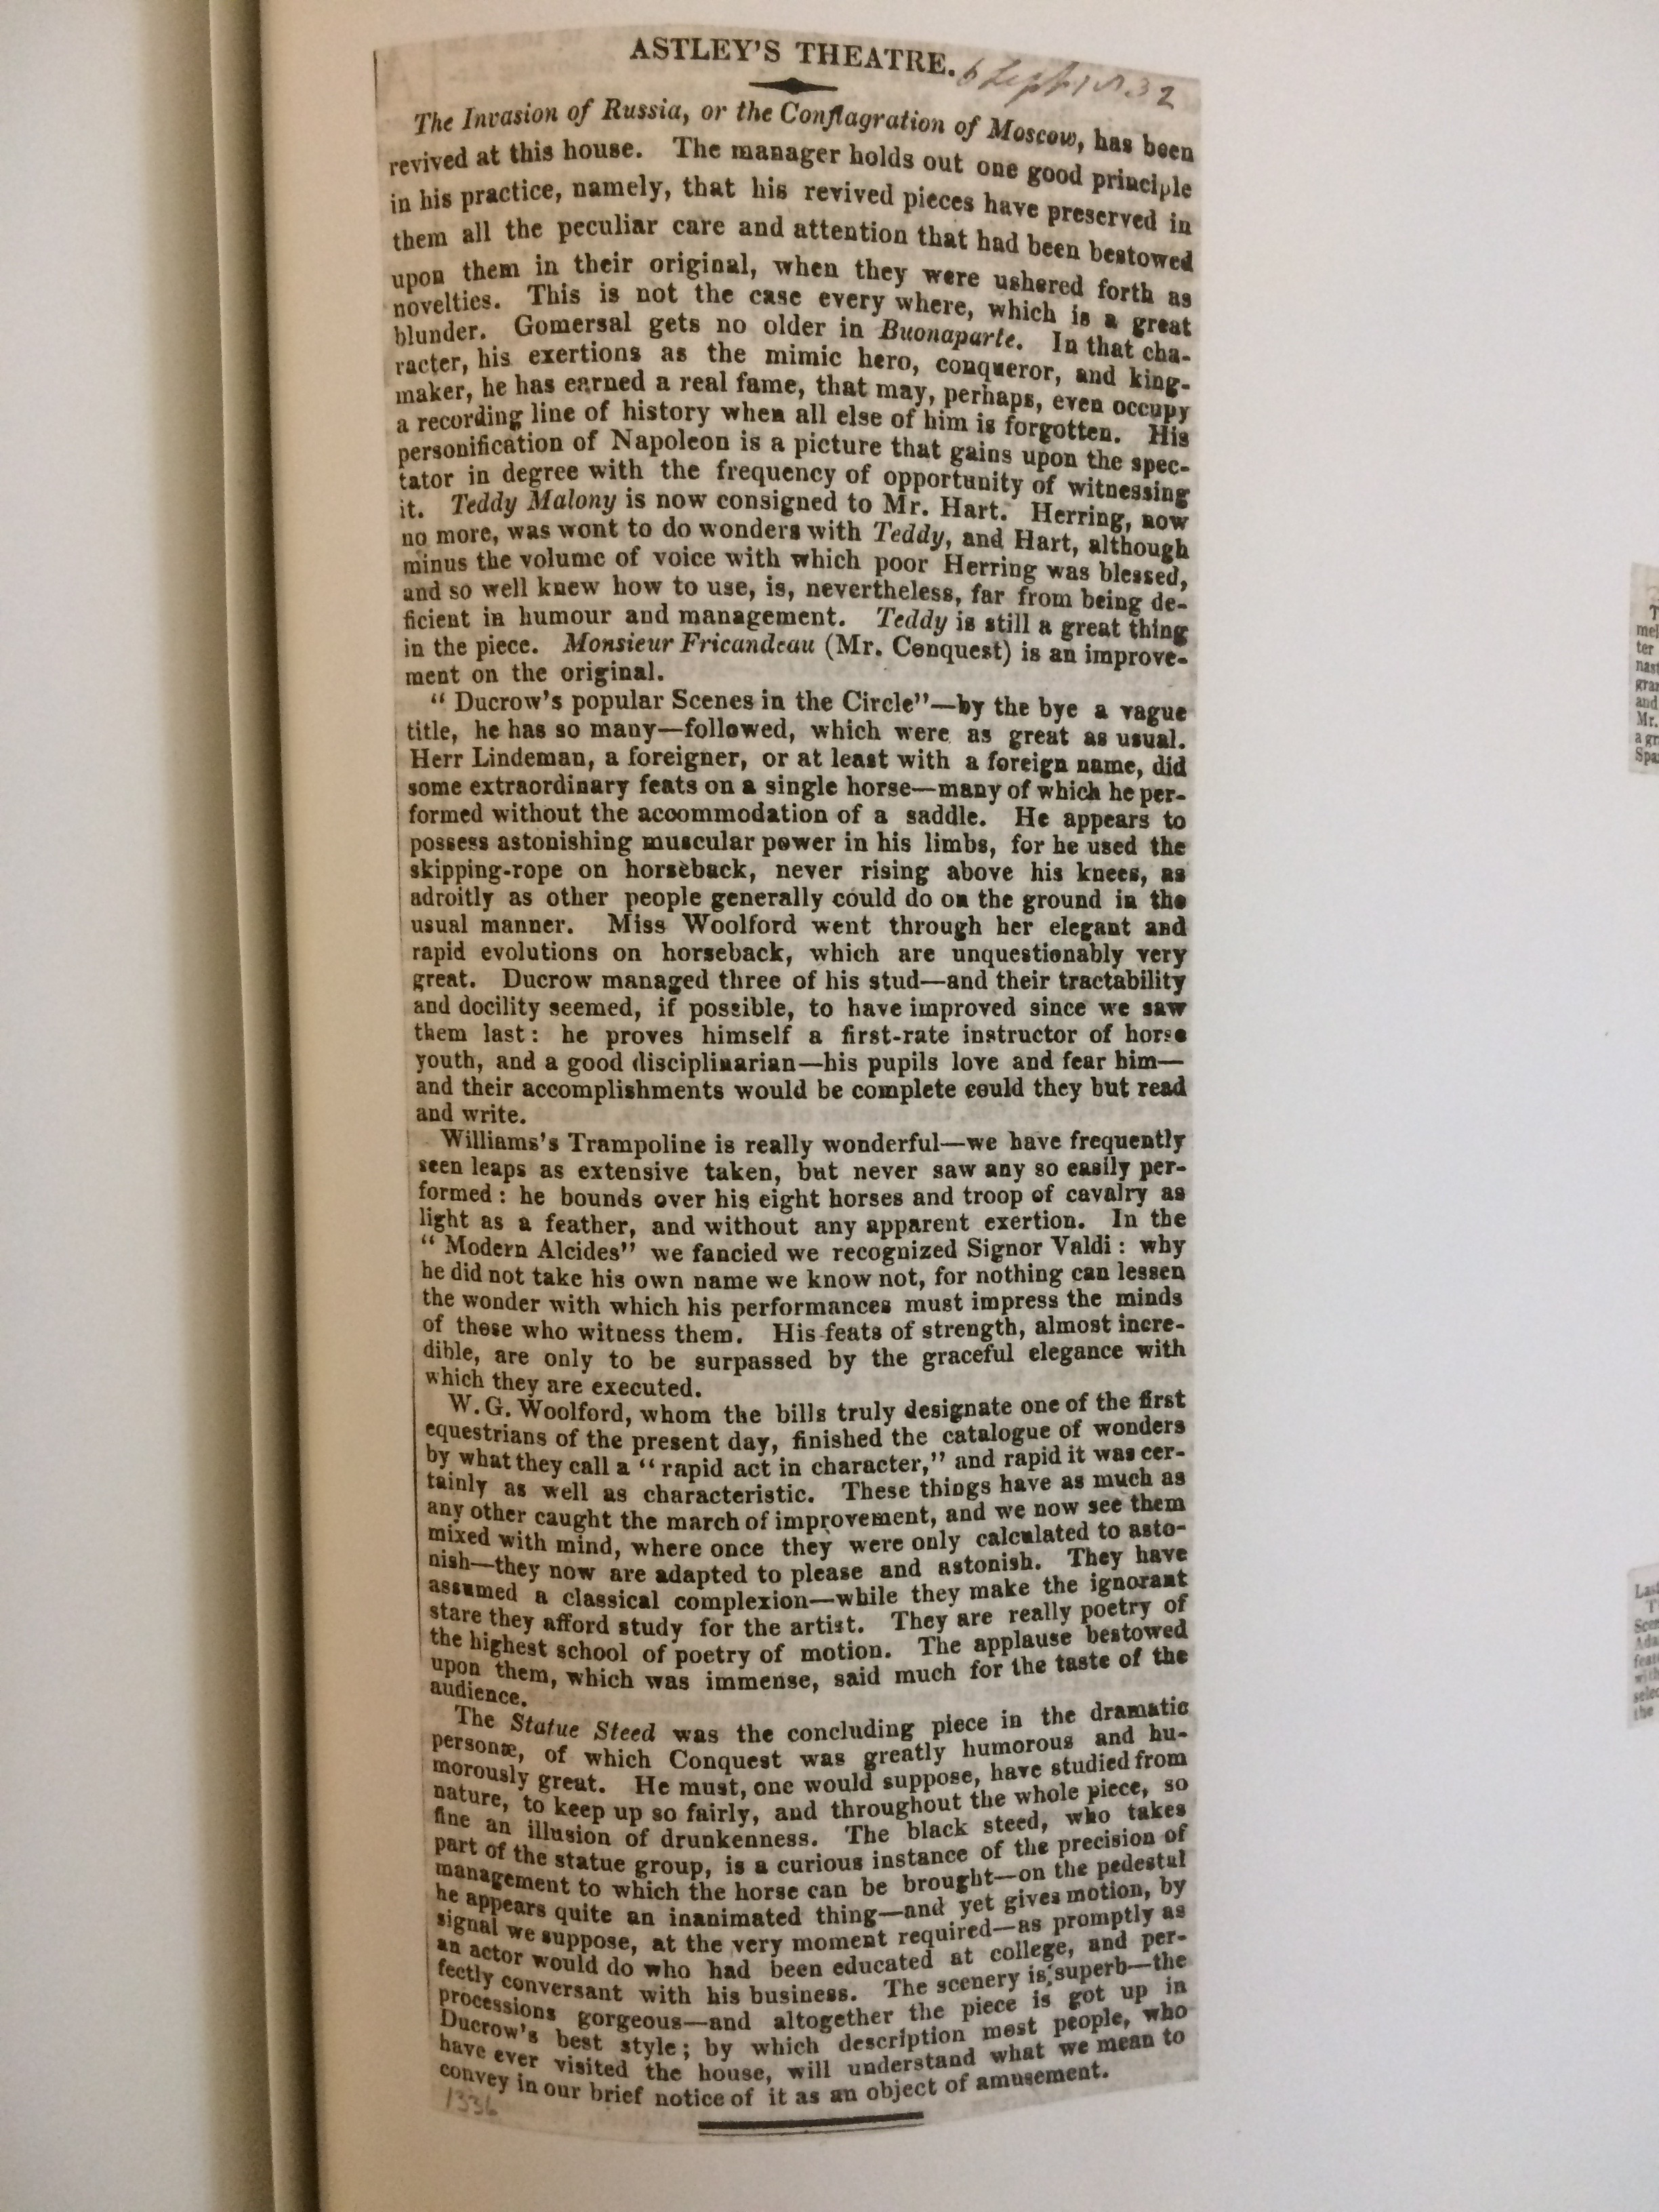 ASTLEY'S THEATRE.
6 Sept 1832
The Invasion of Russia, or the Conflagration of Moscow, has been
revived at this house. The manager holds out one good principle
in his practice, namely, that his revived pieces have preserved in
them all the peculiar care and attention that had been bestowed
upon them in their original, when they were ushered forth as
novelties. This is not the case every where, which is a great
blunder. Gomersal gets no older in Buonaparte. In that cha-
racter, his exertions as the mimic hero, conqueror, and king-
maker, he has earned a real fame, that may, perhaps, even occupy
a recording line of history when all else of him is forgotten. His
personification of Napoleon is a picture that gains upon the spec-
tator in degree with the frequency of opportunity of witnessing
it. Teddy Malony is now consigned to Mr. Hart. Herring, now
no more, was wont to do wonders with Teddy, and Hart, although
minus the volume of voice with which poor Herring was blessed,
and so well knew how to use, is, nevertheless, far from being de-
ficient in humour and management. Teddy is still a great thing
in the piece. Monsieur Fricandeau (Mr. Conquest) is an improve-
ment on the original.
“ Ducrow's popular Scenes in the Circle”—by the bye a vague
title, he has so many—followed, which were as great as usual.
Herr Lindeman, a foreigner, or at least with a foreign name, did
some extraordinary feats on a single horse—many of which he per-
formed without the accommodation of a saddle. He appears to
possess astonishing muscular power in his limbs, for he used the
skipping-rope on horseback, never rising above his knees, as
adroitly as other people generally could do on the ground in the
usual manner. Miss Woolford went through her elegant and
rapid evolutions on horseback, which are unquestionably very
great. Ducrow managed three of his stud—and their tractability
and docility seemed, if possible, to have improved since we saw
them last: he proves himself a first-rate instructor of horse
youth, and a good disciplinarian—his pupils love and fear him—
and their accomplishments would be complete could they but read
and write.
Williams's Trampoline is really wonderful—we have frequently
seen leaps as extensive taken, but never saw any so easily per-
formed: he bounds over his eight horses and troop of cavalry as
light as a feather, and without any apparent exertion. In the
“ Modern Alcides” we fancied we recognized Signor Valdi: why
he did not take his own name we know not, for nothing can lessen
the wonder with which his performances must impress the minds
of those who witness them. His feats of strength, almost incre-
dible, are only to be surpassed by the graceful elegance with
which they are executed.
W. G. Woolford, whom the bills truly designate one of the first
equestrians of the present day, finished the catalogue of wonders
by what they call a “ rapid act in character,” and rapid it was cer-
tainly as well as characteristic. These things have as much as
any other caught the march of improvement, and we now see them
mixed with mind, where once they were only calculated to asto-
nish—they now are adapted to please and astonish. They have
assumed a classical complexion—while they make the ignorant
stare they afford study for the artist. They are really poetry of
the highest school of poetry of motion. The applause bestowed
upon them, which was immense, said much for the taste of the
audience.
The Statue Steed was the concluding piece in the dramatic
personæ, of which Conquest was greatly humorous and hu-
morously great. He must, one would suppose, have studied from
nature, to keep up so fairly, and throughout the whole piece, so
fine an illusion of drunkenness. The black steed, who takes
part of the statue group, is a curious instance of the precision of
management to which the horse can be brought—on the pedestal
he appears quite an inanimated thing—and yet gives motion, by
signal we suppose, at the very moment required—as promptly as
an actor would do who had been educated at college, and per-
fectly conversant with his business. The scenery is superb—the
processions gorgeous—and altogether the piece is got up in
Ducrow's best style; by which description most people, who
have ever visited the house, will understand what we mean to
convey in our brief notice of it as an object of amusement.
1336
ter
and
Mr.